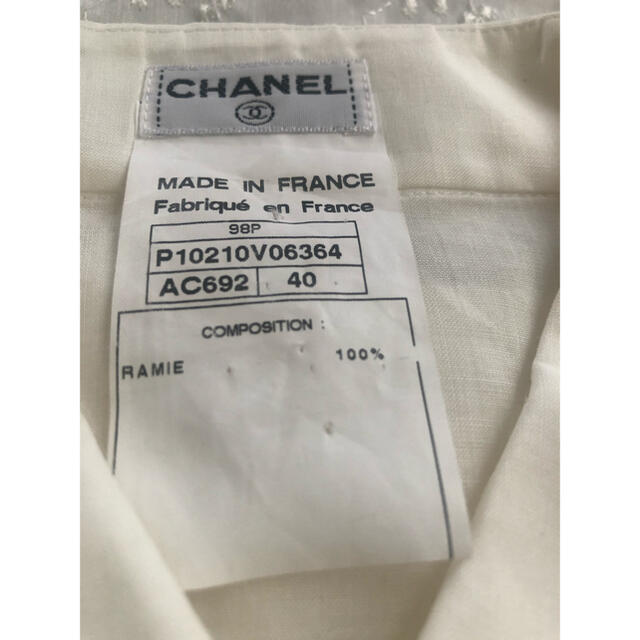 CHANEL
MADE IN FRANCE
Fabriqué en France
98P
P10210V06364
AC692 40
COMPOSITION :
RAMIE 100%